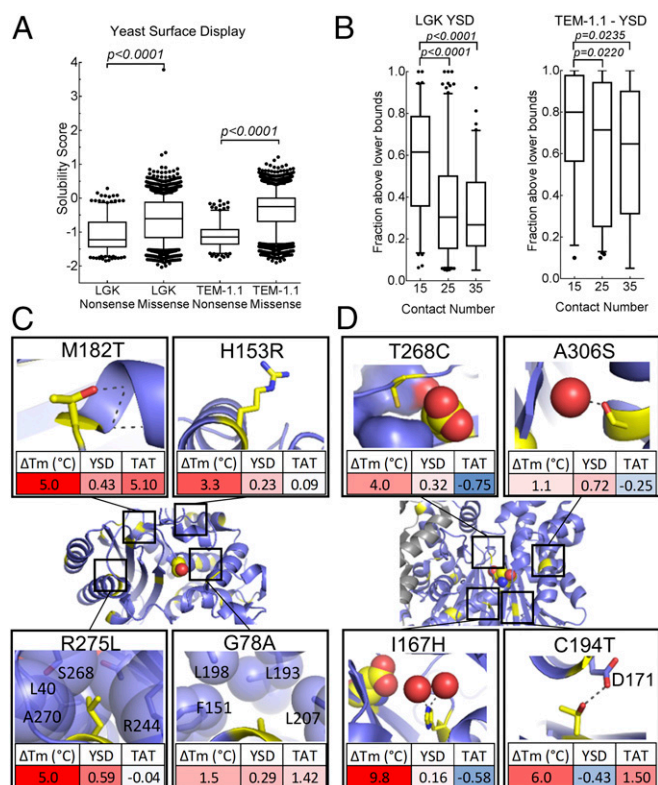 A
Yeast Surface Display
p<0.0001
p<0.0001
Solubility Score
5
4
3
2
1
0
-1
-2
LGK
Nonsense
LGK
Missense
TEM-1.1
Nonsense
TEM-1.1
Missense
B
LGK YSD
p<0.0001
p<0.0001
Fraction above lower bounds
1.0
0.8
0.6
0.4
0.2
0.0
15 25 35
Contact Number
TEM-1.1 - YSD
p=0.0235
p=0.0220
Fraction above lower bounds
1.0
0.8
0.6
0.4
0.2
0.0
15 25 35
Contact Number
C
M182T
ΔTm (°C) YSD TAT
5.0 0.43 5.10
H153R
ΔTm (°C) YSD TAT
3.3 0.23 0.09
R275L
S268
L40
A270
R244
ΔTm (°C) YSD TAT
5.0 0.59 -0.04
G78A
L198
L193
F151
L207
ΔTm (°C) YSD TAT
1.5 0.29 1.42
D
T268C
ΔTm (°C) YSD TAT
4.0 0.32 -0.75
A306S
ΔTm (°C) YSD TAT
1.1 0.72 -0.25
I167H
ΔTm (°C) YSD TAT
9.8 0.16 -0.58
C194T
D171
ΔTm (°C) YSD TAT
6.0 -0.43 1.50